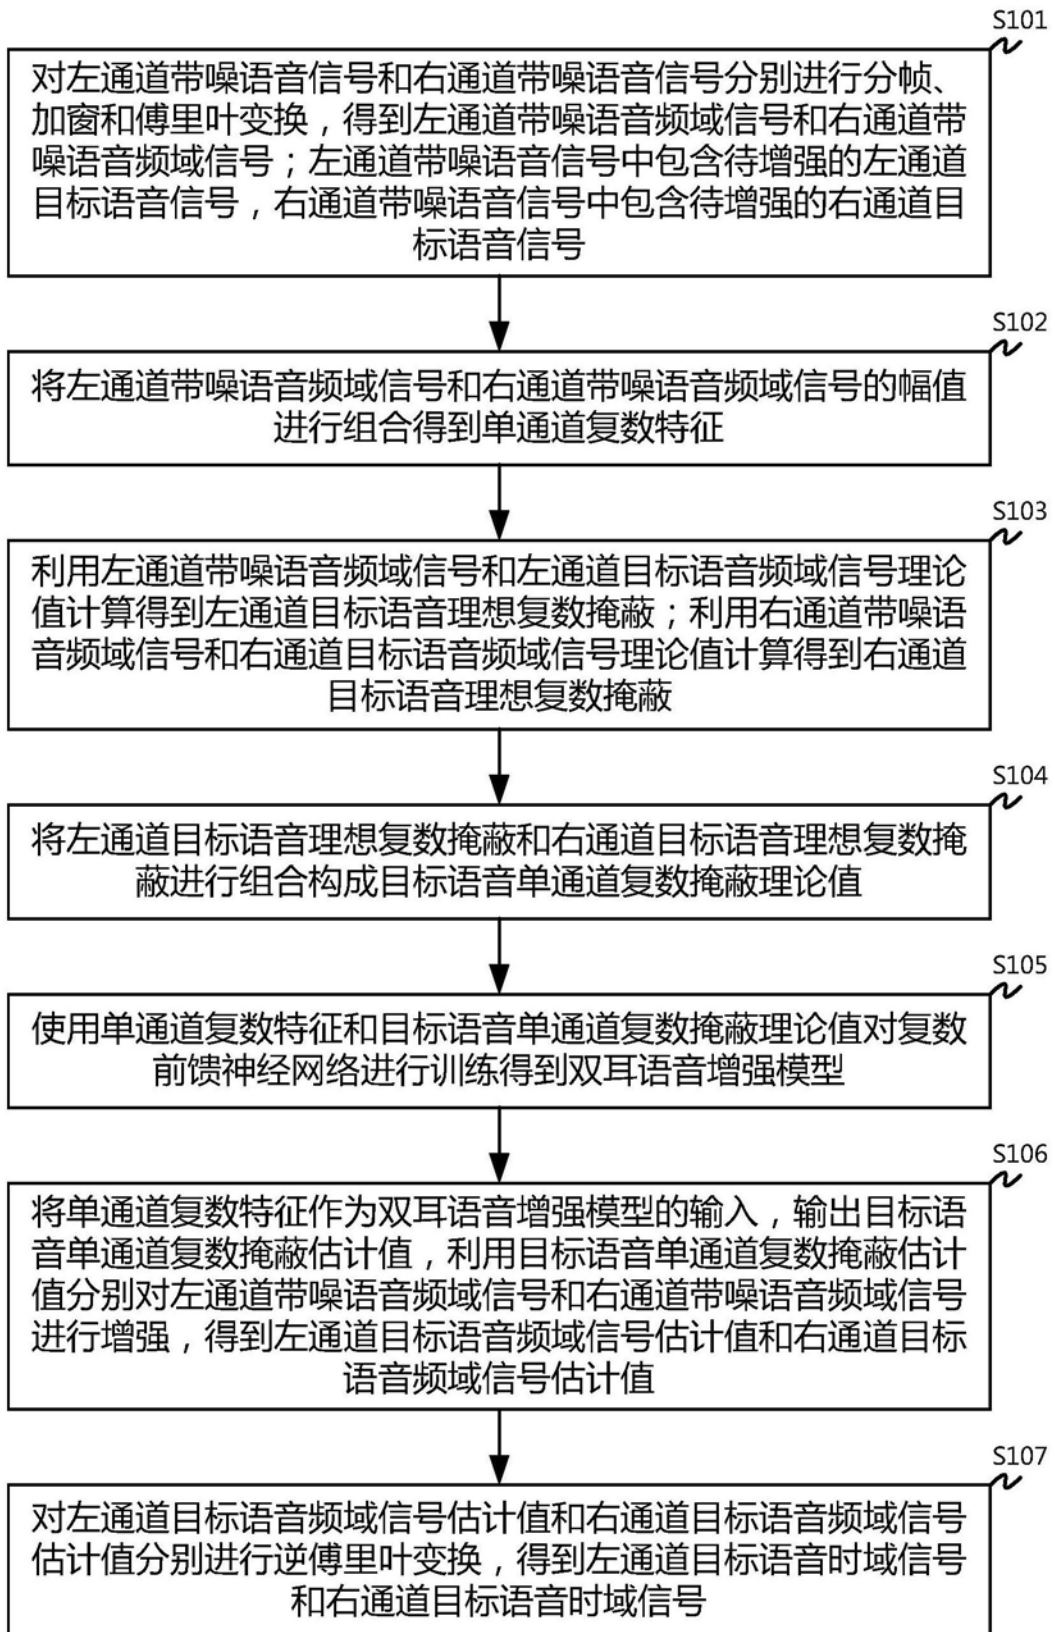 S101
对左通道带噪语音信号和右通道带噪语音信号分别进行分帧、
加窗和傅里叶变换，得到左通道带噪语音频域信号和右通道带
噪语音频域信号；左通道带噪语音信号中包含待增强的左通道
目标语音信号，右通道带噪语音信号中包含待增强的右通道目
标语音信号
S102
将左通道带噪语音频域信号和右通道带噪语音频域信号的幅值
进行组合得到单通道复数特征
S103
利用左通道带噪语音频域信号和左通道目标语音频域信号理论
值计算得到左通道目标语音理想复数掩蔽；利用右通道带噪语
音频域信号和右通道目标语音频域信号理论值计算得到右通道
目标语音理想复数掩蔽
S104
将左通道目标语音理想复数掩蔽和右通道目标语音理想复数掩
蔽进行组合构成目标语音单通道复数掩蔽理论值
S105
使用单通道复数特征和目标语音单通道复数掩蔽理论值对复数
前馈神经网络进行训练得到双耳语音增强模型
S106
将单通道复数特征作为双耳语音增强模型的输入，输出目标语
音单通道复数掩蔽估计值，利用目标语音单通道复数掩蔽估计
值分别对左通道带噪语音频域信号和右通道带噪语音频域信号
进行增强，得到左通道目标语音频域信号估计值和右通道目标
语音频域信号估计值
S107
对左通道目标语音频域信号估计值和右通道目标语音频域信号
估计值分别进行逆傅里叶变换，得到左通道目标语音时域信号
和右通道目标语音时域信号